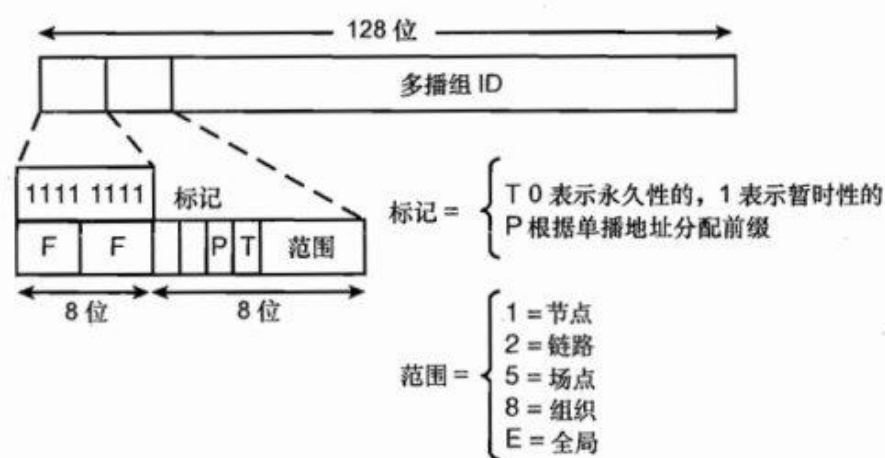 128 位
多播组 ID
1111 1111
标记
F F P T 范围
8 位 8 位
标记 =
T 0 表示永久性的，1 表示暂时性的
P 根据单播地址分配前缀
范围 =
1 = 节点
2 = 链路
5 = 场点
8 = 组织
E = 全局